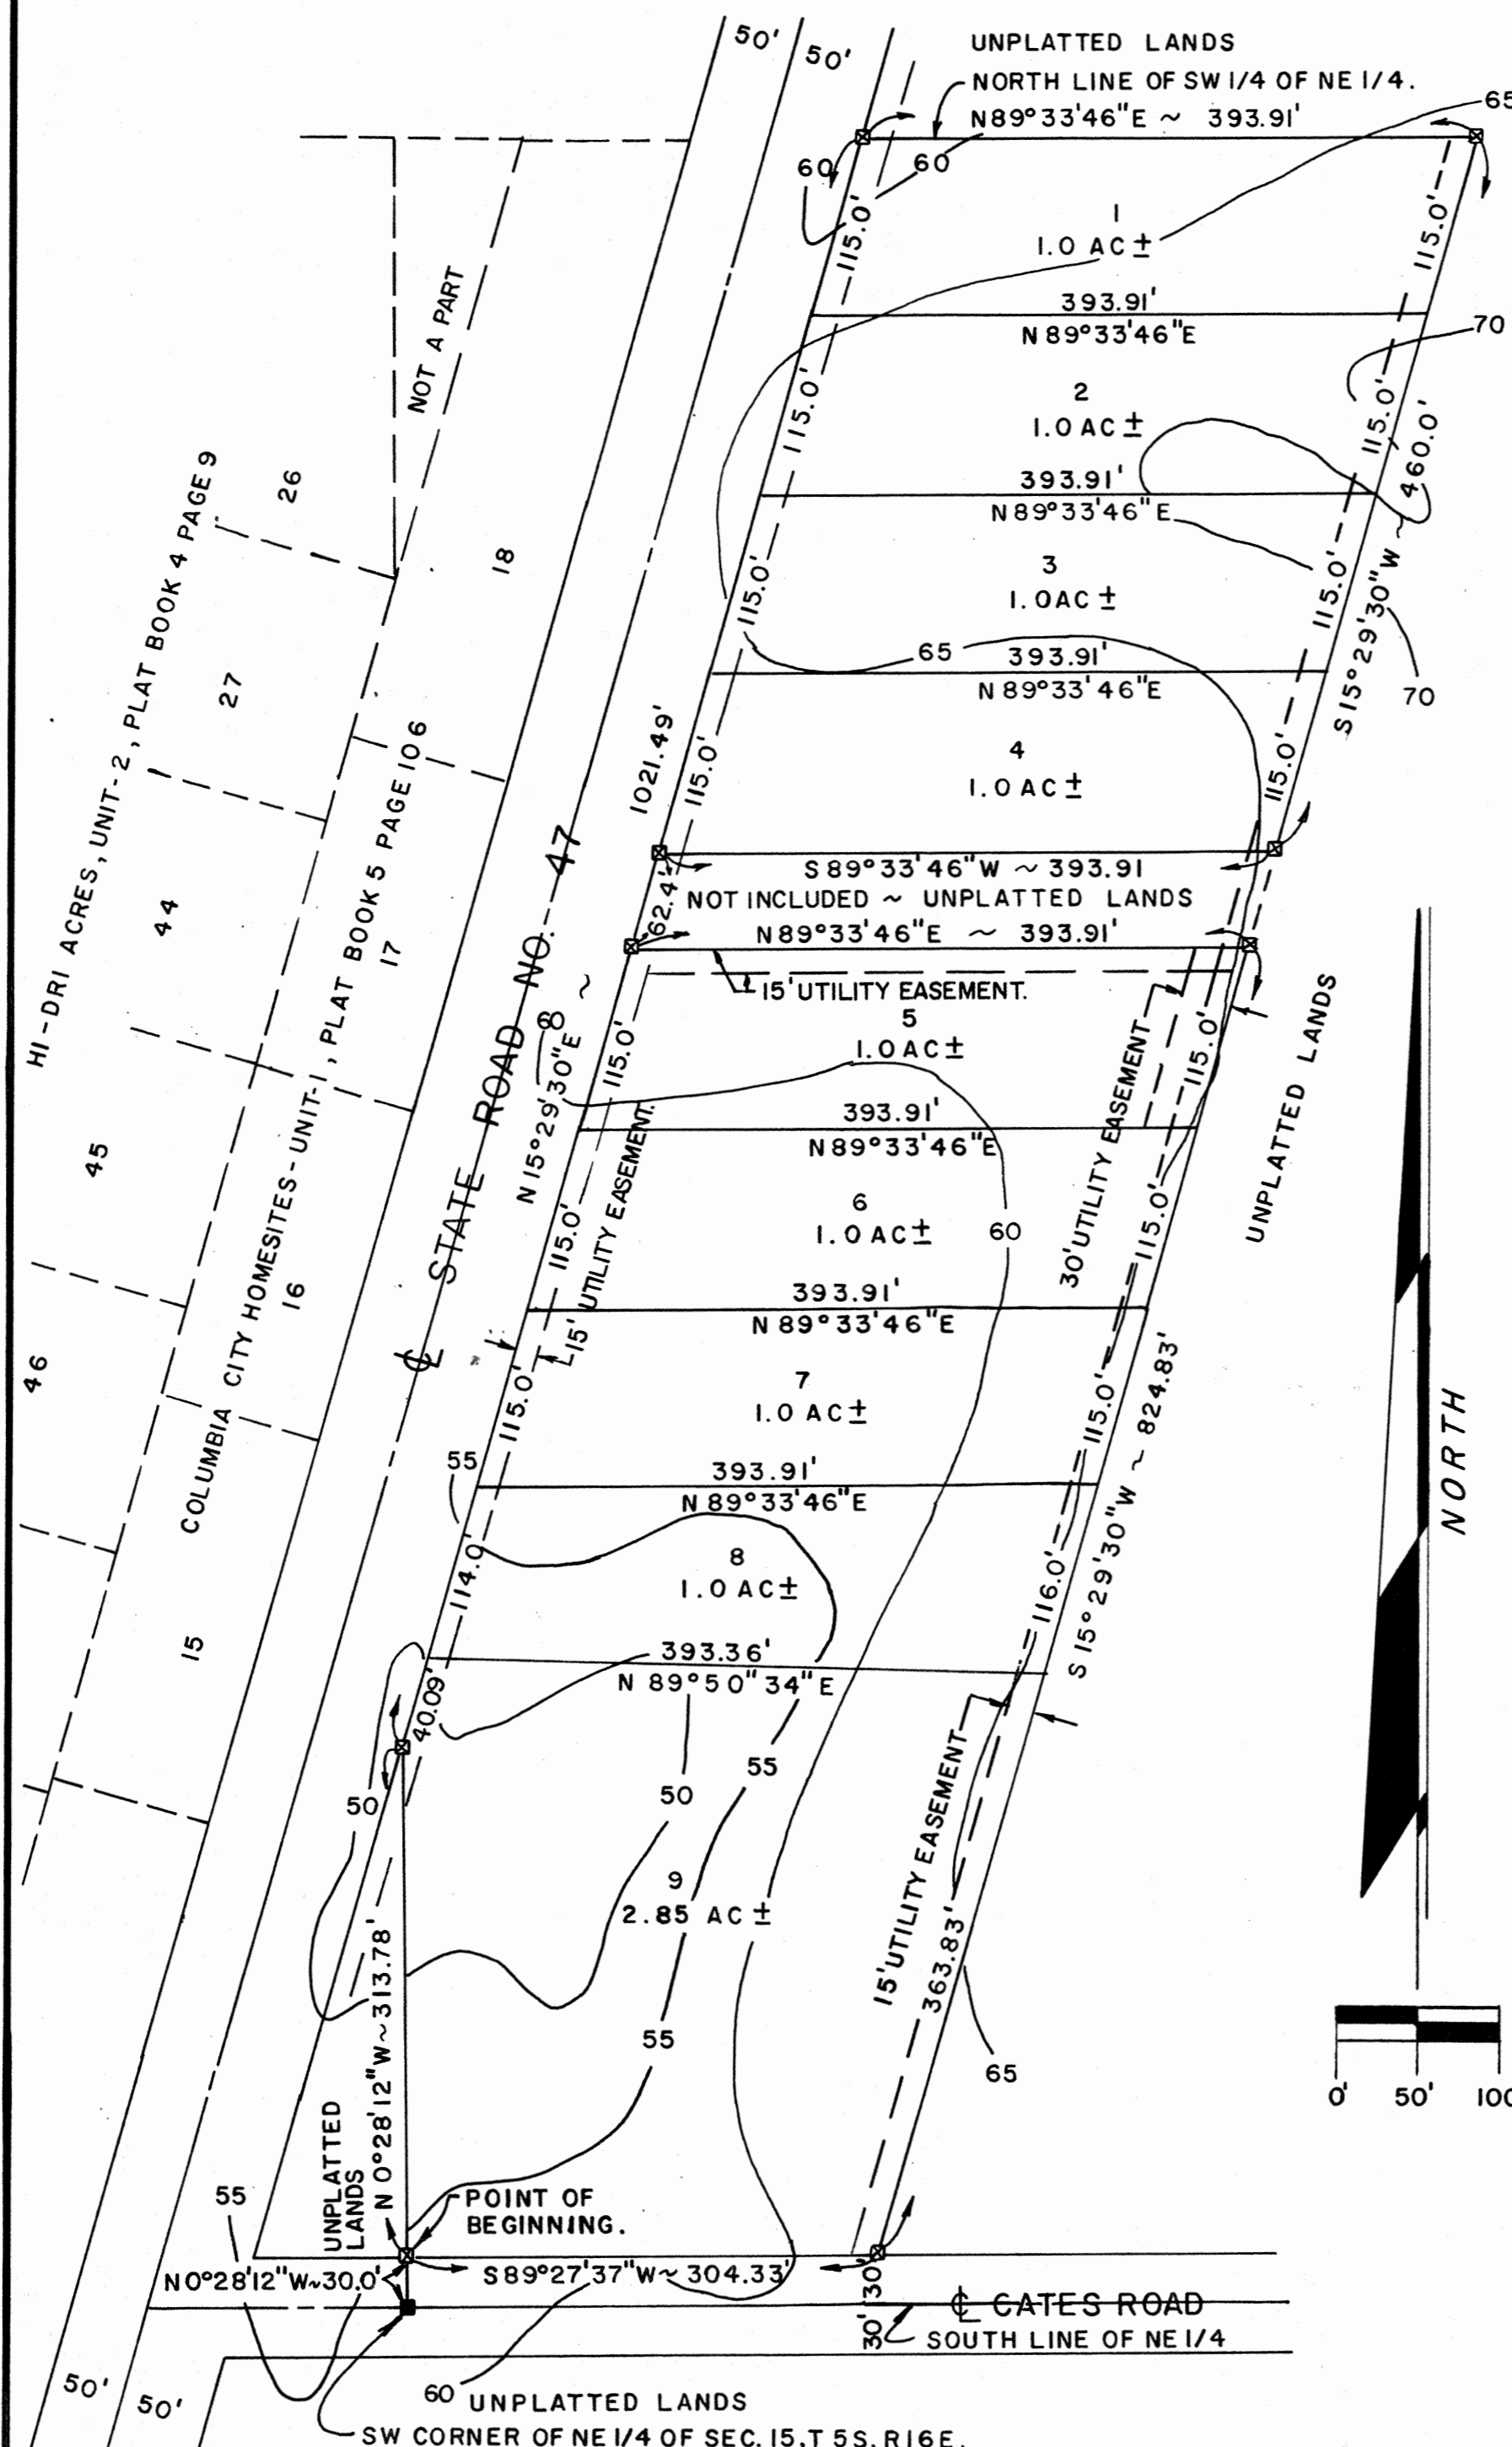 50'
50'
UNPLATTED LANDS
NORTH LINE OF SW 1/4 OF NE 1/4.
N89°33'46"E ~ 393.91'
65
60
60
115.0'
1
1.0 AC ±
115.0'
393.91'
N89°33'46"E
70
NOT A PART
115.0'
2
1.0 AC ±
115.0'
460.0'
393.91'
N89°33'46"E
26
18
115.0'
3
1.0 AC ±
115.0'
S15°29'30"W ~
65
393.91'
N89°33'46"E
70
HI-DRI ACRES, UNIT-2, PLAT BOOK 4 PAGE 9
27
1021.49'
115.0'
4
1.0 AC ±
115.0'
S89°33'46"W ~ 393.91
62.4'
NOT INCLUDED ~ UNPLATTED LANDS
N89°33'46"E ~ 393.91'
15' UTILITY EASEMENT.
44
COLUMBIA CITY HOMESITES-UNIT-1, PLAT BOOK 5 PAGE 106
17
STATE ROAD NO. 47
60
N15°29'30"E ~
115.0'
5
1.0 AC ±
30' UTILITY EASEMENT
115.0'
UNPLATTED LANDS
393.91'
N89°33'46"E
45
115.0'
15' UTILITY EASEMENT.
6
1.0 AC ±
60
115.0'
393.91'
N89°33'46"E
16
46
℄
115.0'
7
1.0 AC ±
115.0'
S15°29'30"W ~ 824.83'
NORTH
55
393.91'
N89°33'46"E
114.0'
8
1.0 AC ±
116.0'
15
393.36'
N 89°50"34"E
40.09'
50
50
55
15' UTILITY EASEMENT
9
2.85 AC ±
363.83'
N0°28'12"W ~ 313.78'
55
65
0' 50' 100
UNPLATTED
LANDS
55
POINT OF
BEGINNING.
N0°28'12"W ~ 30.0'
S89°27'37"W ~ 304.33'
30'
30'
℄ CATES ROAD
SOUTH LINE OF NE 1/4
50'
50'
60
UNPLATTED LANDS
SW CORNER OF NE 1/4 OF SEC. 15, T 5S, R16E.